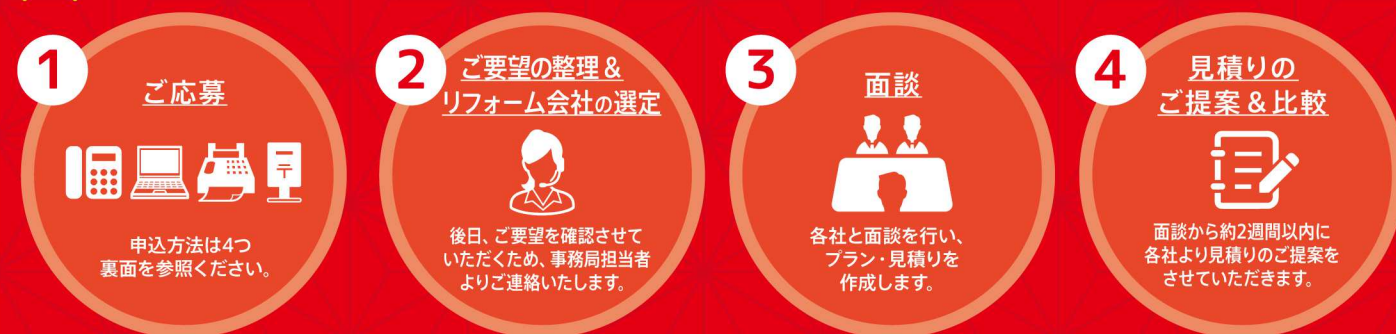 1
ご応募
〒
申込方法は4つ
裏面を参照ください。
2
ご要望の整理&
リフォーム会社の選定
後日、ご要望を確認させて
いただくため、事務局担当者
よりご連絡いたします。
3
面談
各社と面談を行い、
プラン・見積りを
作成します。
4
見積りの
ご提案&比較
面談から約2週間以内に
各社より見積りのご提案を
させていただきます。